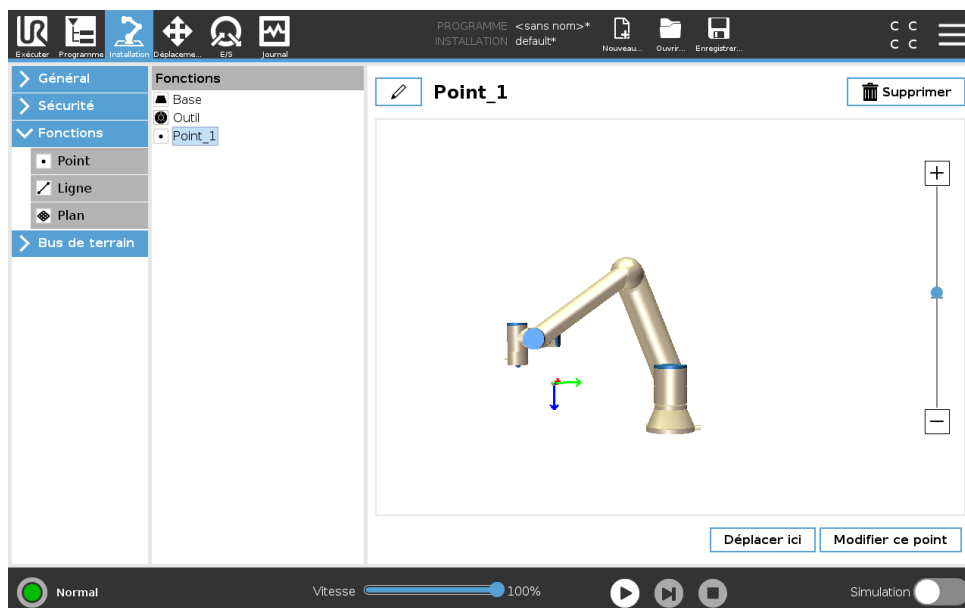 PROGRAMME <sans nom>*
INSTALLATION default*
UR
Exécuter Programme Installation Déplaceme... E/S Journal
Nouveau... Ouvrir... Enregistrer...
C C
C C
Général
Sécurité
Fonctions
Point
Ligne
Plan
Bus de terrain
Fonctions
Base
Outil
Point_1
Point_1
Supprimer
Déplacer ici
Modifier ce point
Normal
Vitesse
100%
Simulation